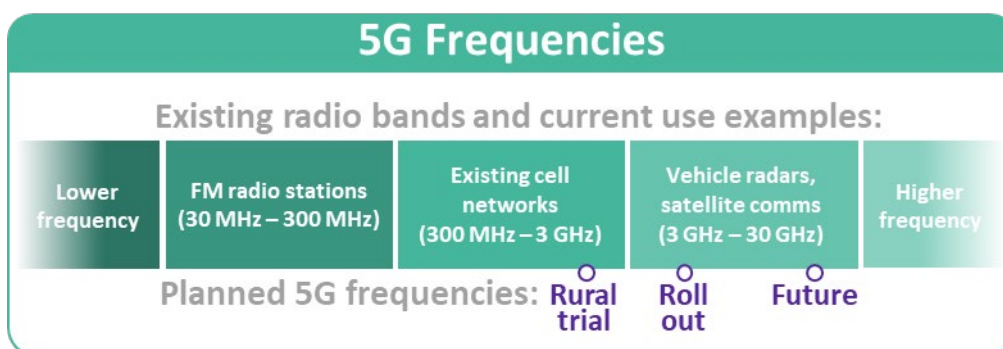 5G Frequencies
Existing radio bands and current use examples:
Lower
frequency
FM radio stations
(30 MHz – 300 MHz)
Existing cell
networks
(300 MHz – 3 GHz)
Vehicle radars,
satellite comms
(3 GHz – 30 GHz)
Higher
frequency
Planned 5G frequencies:
Rural
trial
Roll
out
Future